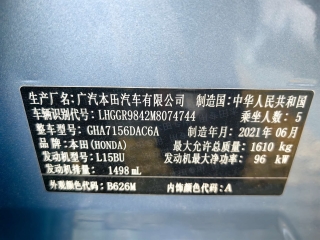 生产厂名：广汽本田汽车有限公司 制造国：中华人民共和国
车辆识别代号：LHGGR9842M8074744 乘坐人数：5
整车型号：GHA7156DAC6A 制造年月：2021年06月
品牌：本田(HONDA) 最大允许总质量：1610 kg
发动机型号：L15BU 发动机最大净功率：96 kW
发动机排量：1498 mL
外观颜色代码：B626M 内饰颜色代码：A